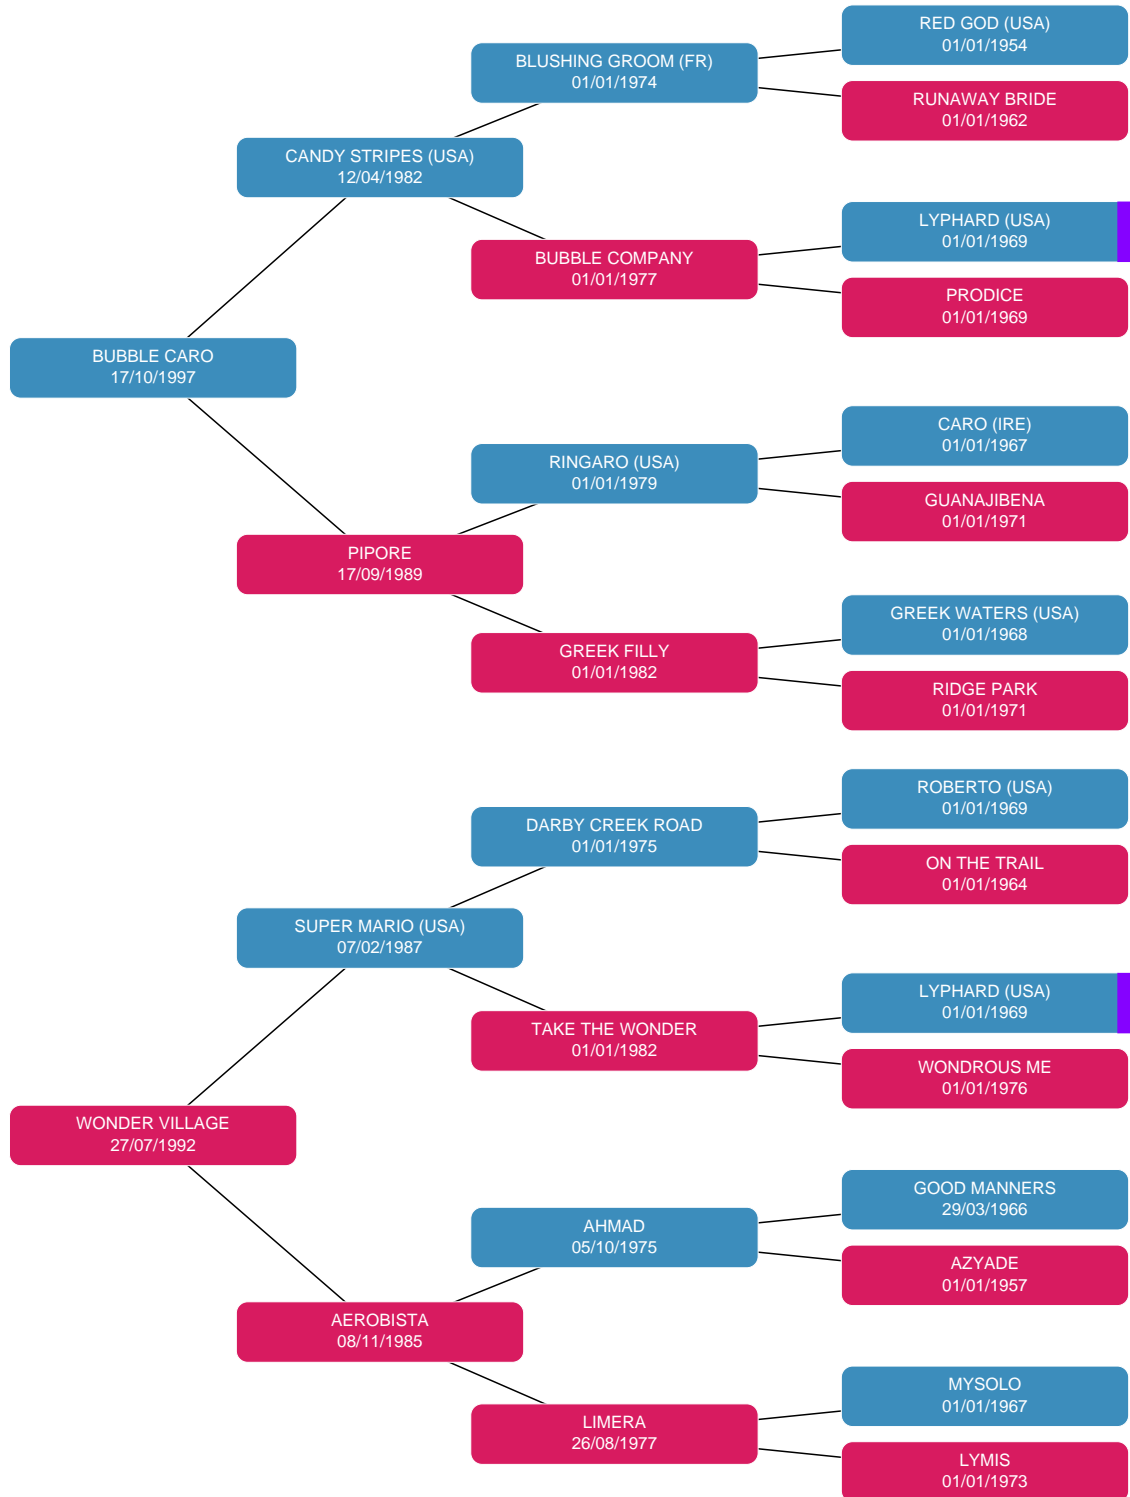 RED GOD (USA)
01/01/1954
BLUSHING GROOM (FR)
01/01/1974
RUNAWAY BRIDE
01/01/1962
CANDY STRIPES (USA)
12/04/1982
LYPHARD (USA)
01/01/1969
BUBBLE COMPANY
01/01/1977
PRODICE
01/01/1969
BUBBLE CARO
17/10/1997
CARO (IRE)
01/01/1967
RINGARO (USA)
01/01/1979
GUANAJIBENA
01/01/1971
PIPORE
17/09/1989
GREEK WATERS (USA)
01/01/1968
GREEK FILLY
01/01/1982
RIDGE PARK
01/01/1971
ROBERTO (USA)
01/01/1969
DARBY CREEK ROAD
01/01/1975
ON THE TRAIL
01/01/1964
SUPER MARIO (USA)
07/02/1987
LYPHARD (USA)
01/01/1969
TAKE THE WONDER
01/01/1982
WONDROUS ME
01/01/1976
WONDER VILLAGE
27/07/1992
GOOD MANNERS
29/03/1966
AHMAD
05/10/1975
AZYADE
01/01/1957
AEROBISTA
08/11/1985
MYSOLO
01/01/1967
LIMERA
26/08/1977
LYMIS
01/01/1973